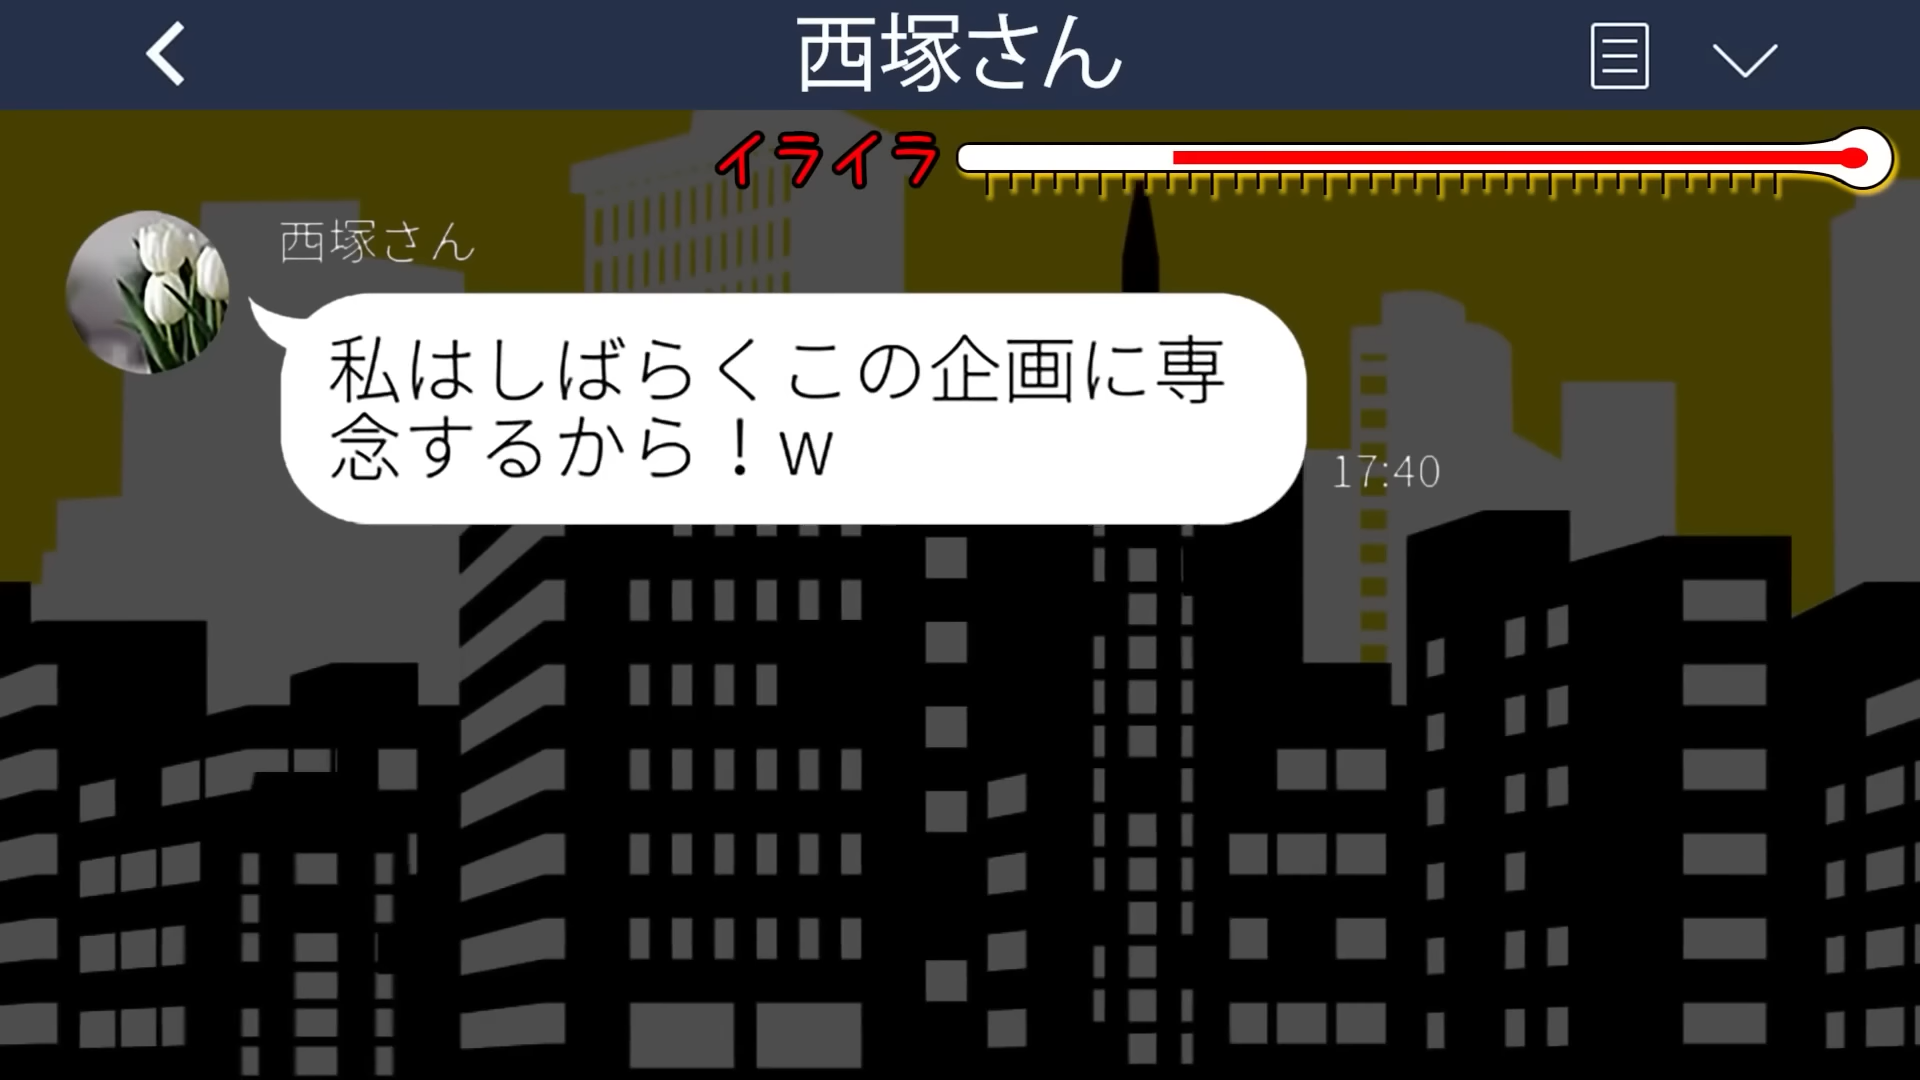 西塚さん
イライラ
西塚さん
私はしばらくこの企画に専
念するから！w
17:40